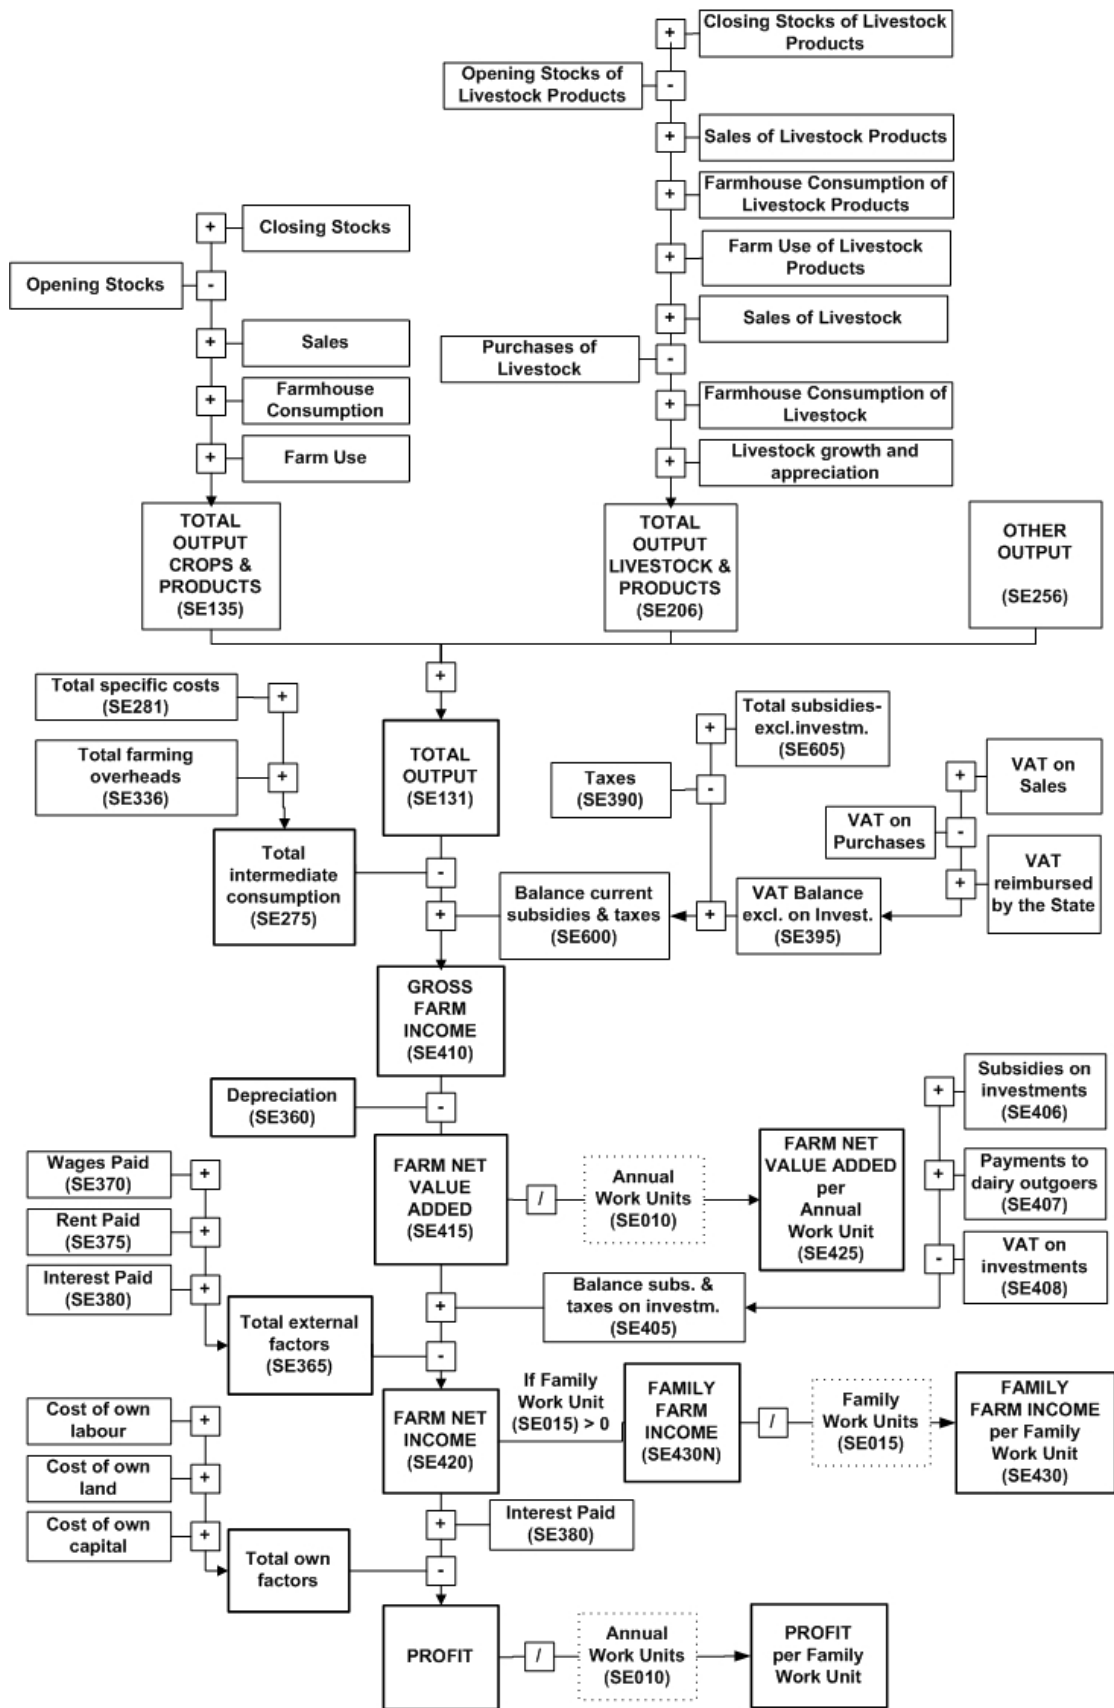 +
Closing Stocks of Livestock
Products
Opening Stocks of
Livestock Products
-
+
Sales of Livestock Products
+
Farmhouse Consumption of
Livestock Products
+
Closing Stocks
+
Farm Use of Livestock
Products
Opening Stocks
-
+
Sales of Livestock
+
Sales
Purchases of
Livestock
-
+
Farmhouse
Consumption
+
Farmhouse Consumption of
Livestock
+
Farm Use
+
Livestock growth and
appreciation
TOTAL
OUTPUT
CROPS &
PRODUCTS
(SE135)
TOTAL
OUTPUT
LIVESTOCK &
PRODUCTS
(SE206)
OTHER
OUTPUT
(SE256)
+
Total specific costs
(SE281)
+
Total farming
overheads
(SE336)
+
TOTAL
OUTPUT
(SE131)
+
Total subsidies-
excl.investm.
(SE605)
Taxes
(SE390)
-
+
VAT on
Sales
VAT on
Purchases
-
+
VAT
reimbursed
by the State
Total
intermediate
consumption
(SE275)
-
+
Balance current
subsidies & taxes
(SE600)
+
VAT Balance
excl. on Invest.
(SE395)
GROSS
FARM
INCOME
(SE410)
Depreciation
(SE360)
-
+
Subsidies on
investments
(SE406)
Wages Paid
(SE370)
+
FARM NET
VALUE
ADDED
(SE415)
/
Annual
Work Units
(SE010)
FARM NET
VALUE ADDED
per
Annual
Work Unit
(SE425)
+
Payments to
dairy outgoers
(SE407)
Rent Paid
(SE375)
+
-
VAT on
investments
(SE408)
Interest Paid
(SE380)
+
+
Balance subs. &
taxes on investm.
(SE405)
Total external
factors
(SE365)
-
Cost of own
labour
+
FARM NET
INCOME
(SE420)
If Family
Work Unit
(SE015) > 0
FAMILY
FARM
INCOME
(SE430N)
/
Family
Work Units
(SE015)
FAMILY
FARM INCOME
per Family
Work Unit
(SE430)
Cost of own
land
+
Cost of own
capital
+
+
Interest Paid
(SE380)
Total own
factors
-
PROFIT
/
Annual
Work Units
(SE010)
PROFIT
per Family
Work Unit